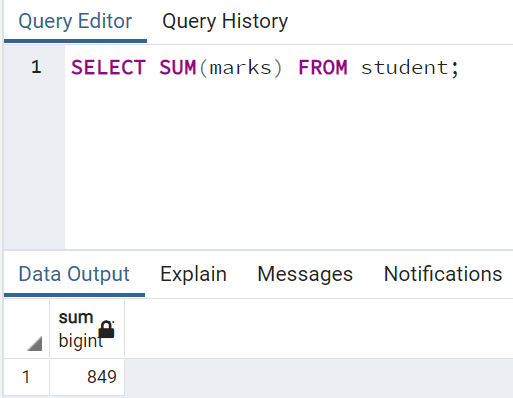 Query Editor Query History
1 SELECT SUM(marks) FROM student;
Data Output Explain Messages Notifications
sum
bigint
1 849